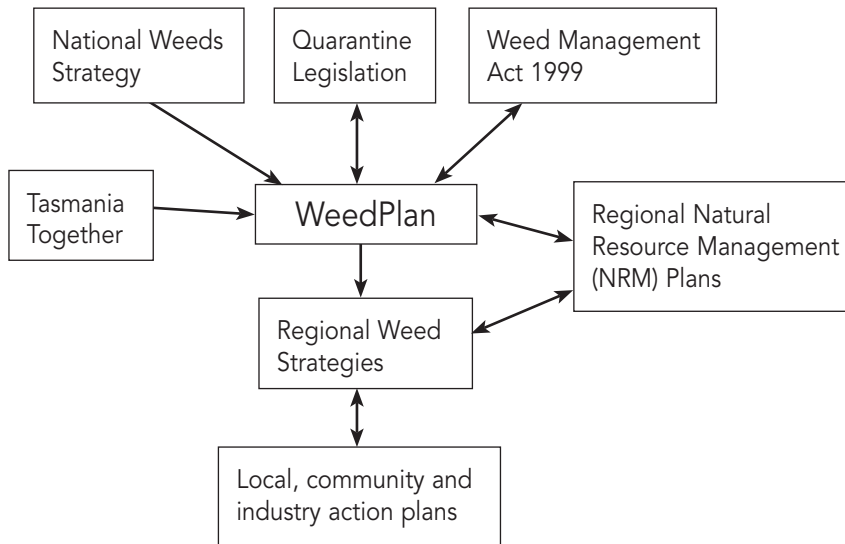 National Weeds
Strategy
Quarantine
Legislation
Weed Management
Act 1999
Tasmania
Together
WeedPlan
Regional Natural
Resource Management
(NRM) Plans
Regional Weed
Strategies
Local, community and
industry action plans